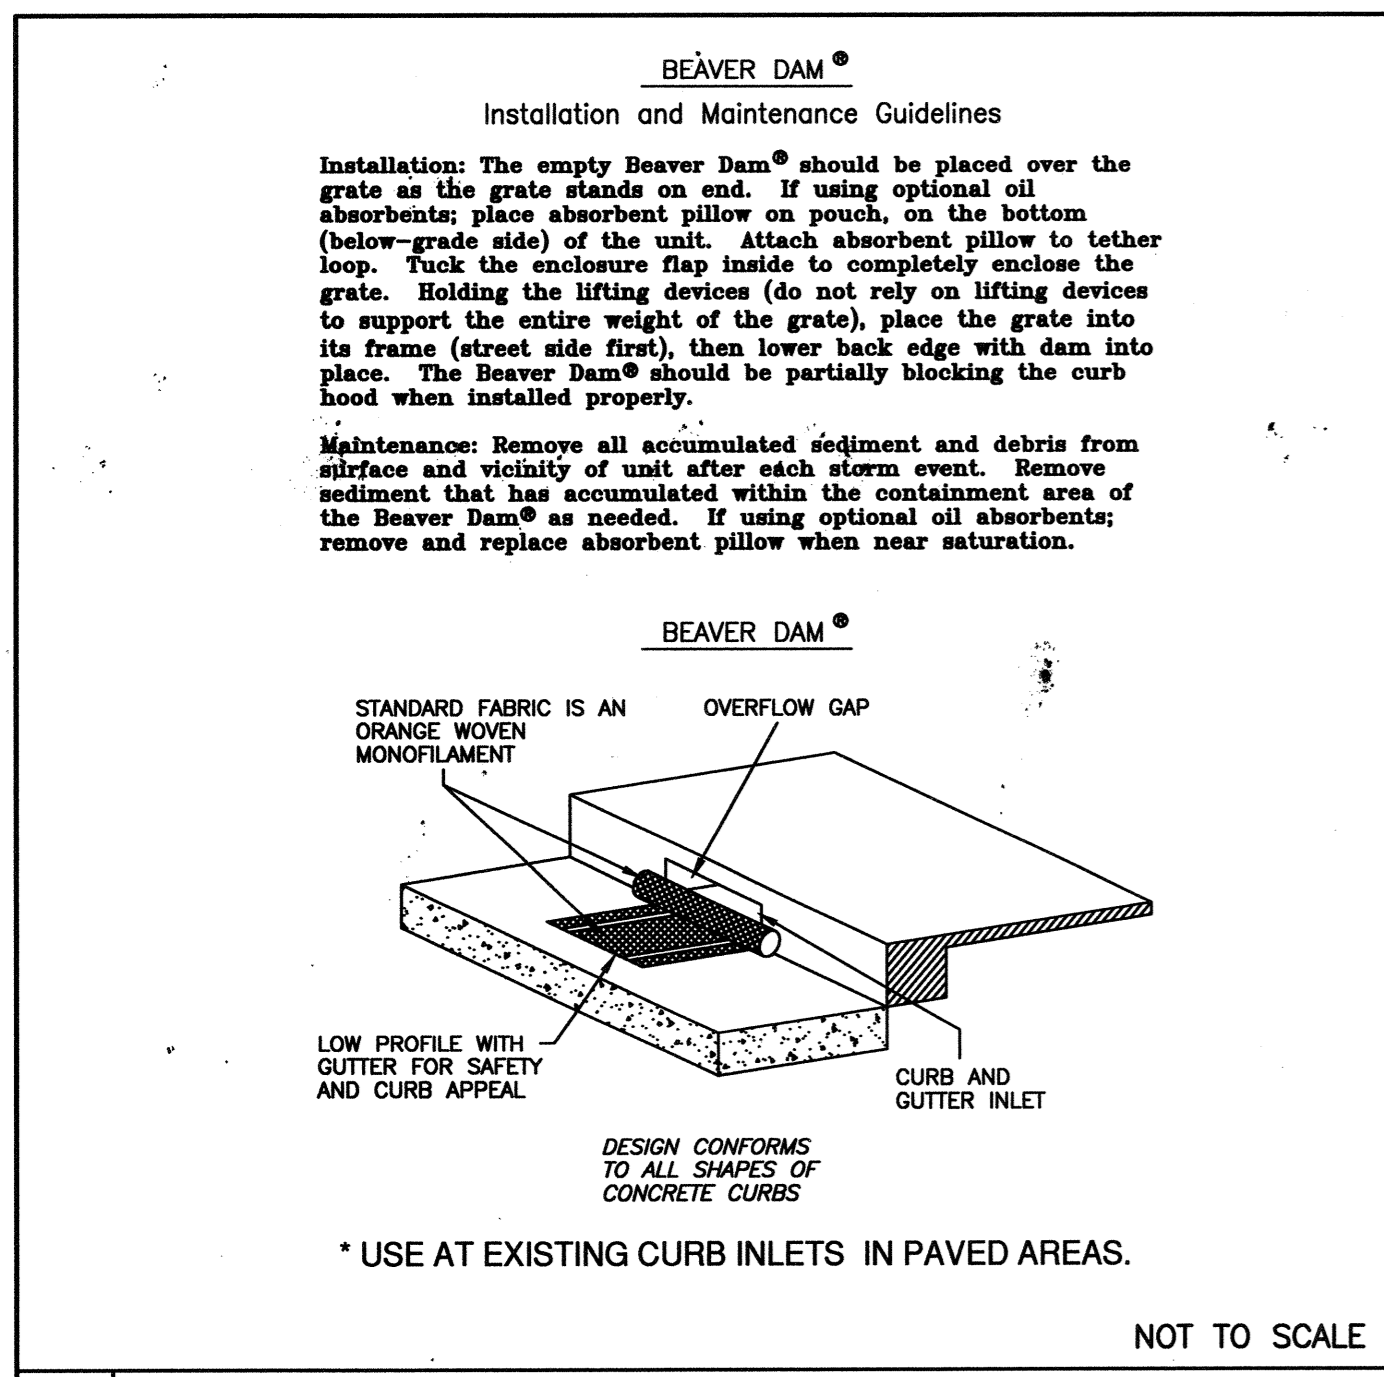 BEAVER DAM ®
Installation and Maintenance Guidelines
Installation: The empty Beaver Dam® should be placed over the
grate as the grate stands on end. If using optional oil
absorbents; place absorbent pillow on pouch, on the bottom
(below-grade side) of the unit. Attach absorbent pillow to tether
loop. Tuck the enclosure flap inside to completely enclose the
grate. Holding the lifting devices (do not rely on lifting devices
to support the entire weight of the grate), place the grate into
its frame (street side first), then lower back edge with dam into
place. The Beaver Dam® should be partially blocking the curb
hood when installed properly.
Maintenance: Remove all accumulated sediment and debris from
surface and vicinity of unit after each storm event. Remove
sediment that has accumulated within the containment area of
the Beaver Dam® as needed. If using optional oil absorbents;
remove and replace absorbent pillow when near saturation.
BEAVER DAM ®
STANDARD FABRIC IS AN
ORANGE WOVEN
MONOFILAMENT
OVERFLOW GAP
LOW PROFILE WITH
GUTTER FOR SAFETY
AND CURB APPEAL
CURB AND
GUTTER INLET
DESIGN CONFORMS
TO ALL SHAPES OF
CONCRETE CURBS
* USE AT EXISTING CURB INLETS IN PAVED AREAS.
NOT TO SCALE